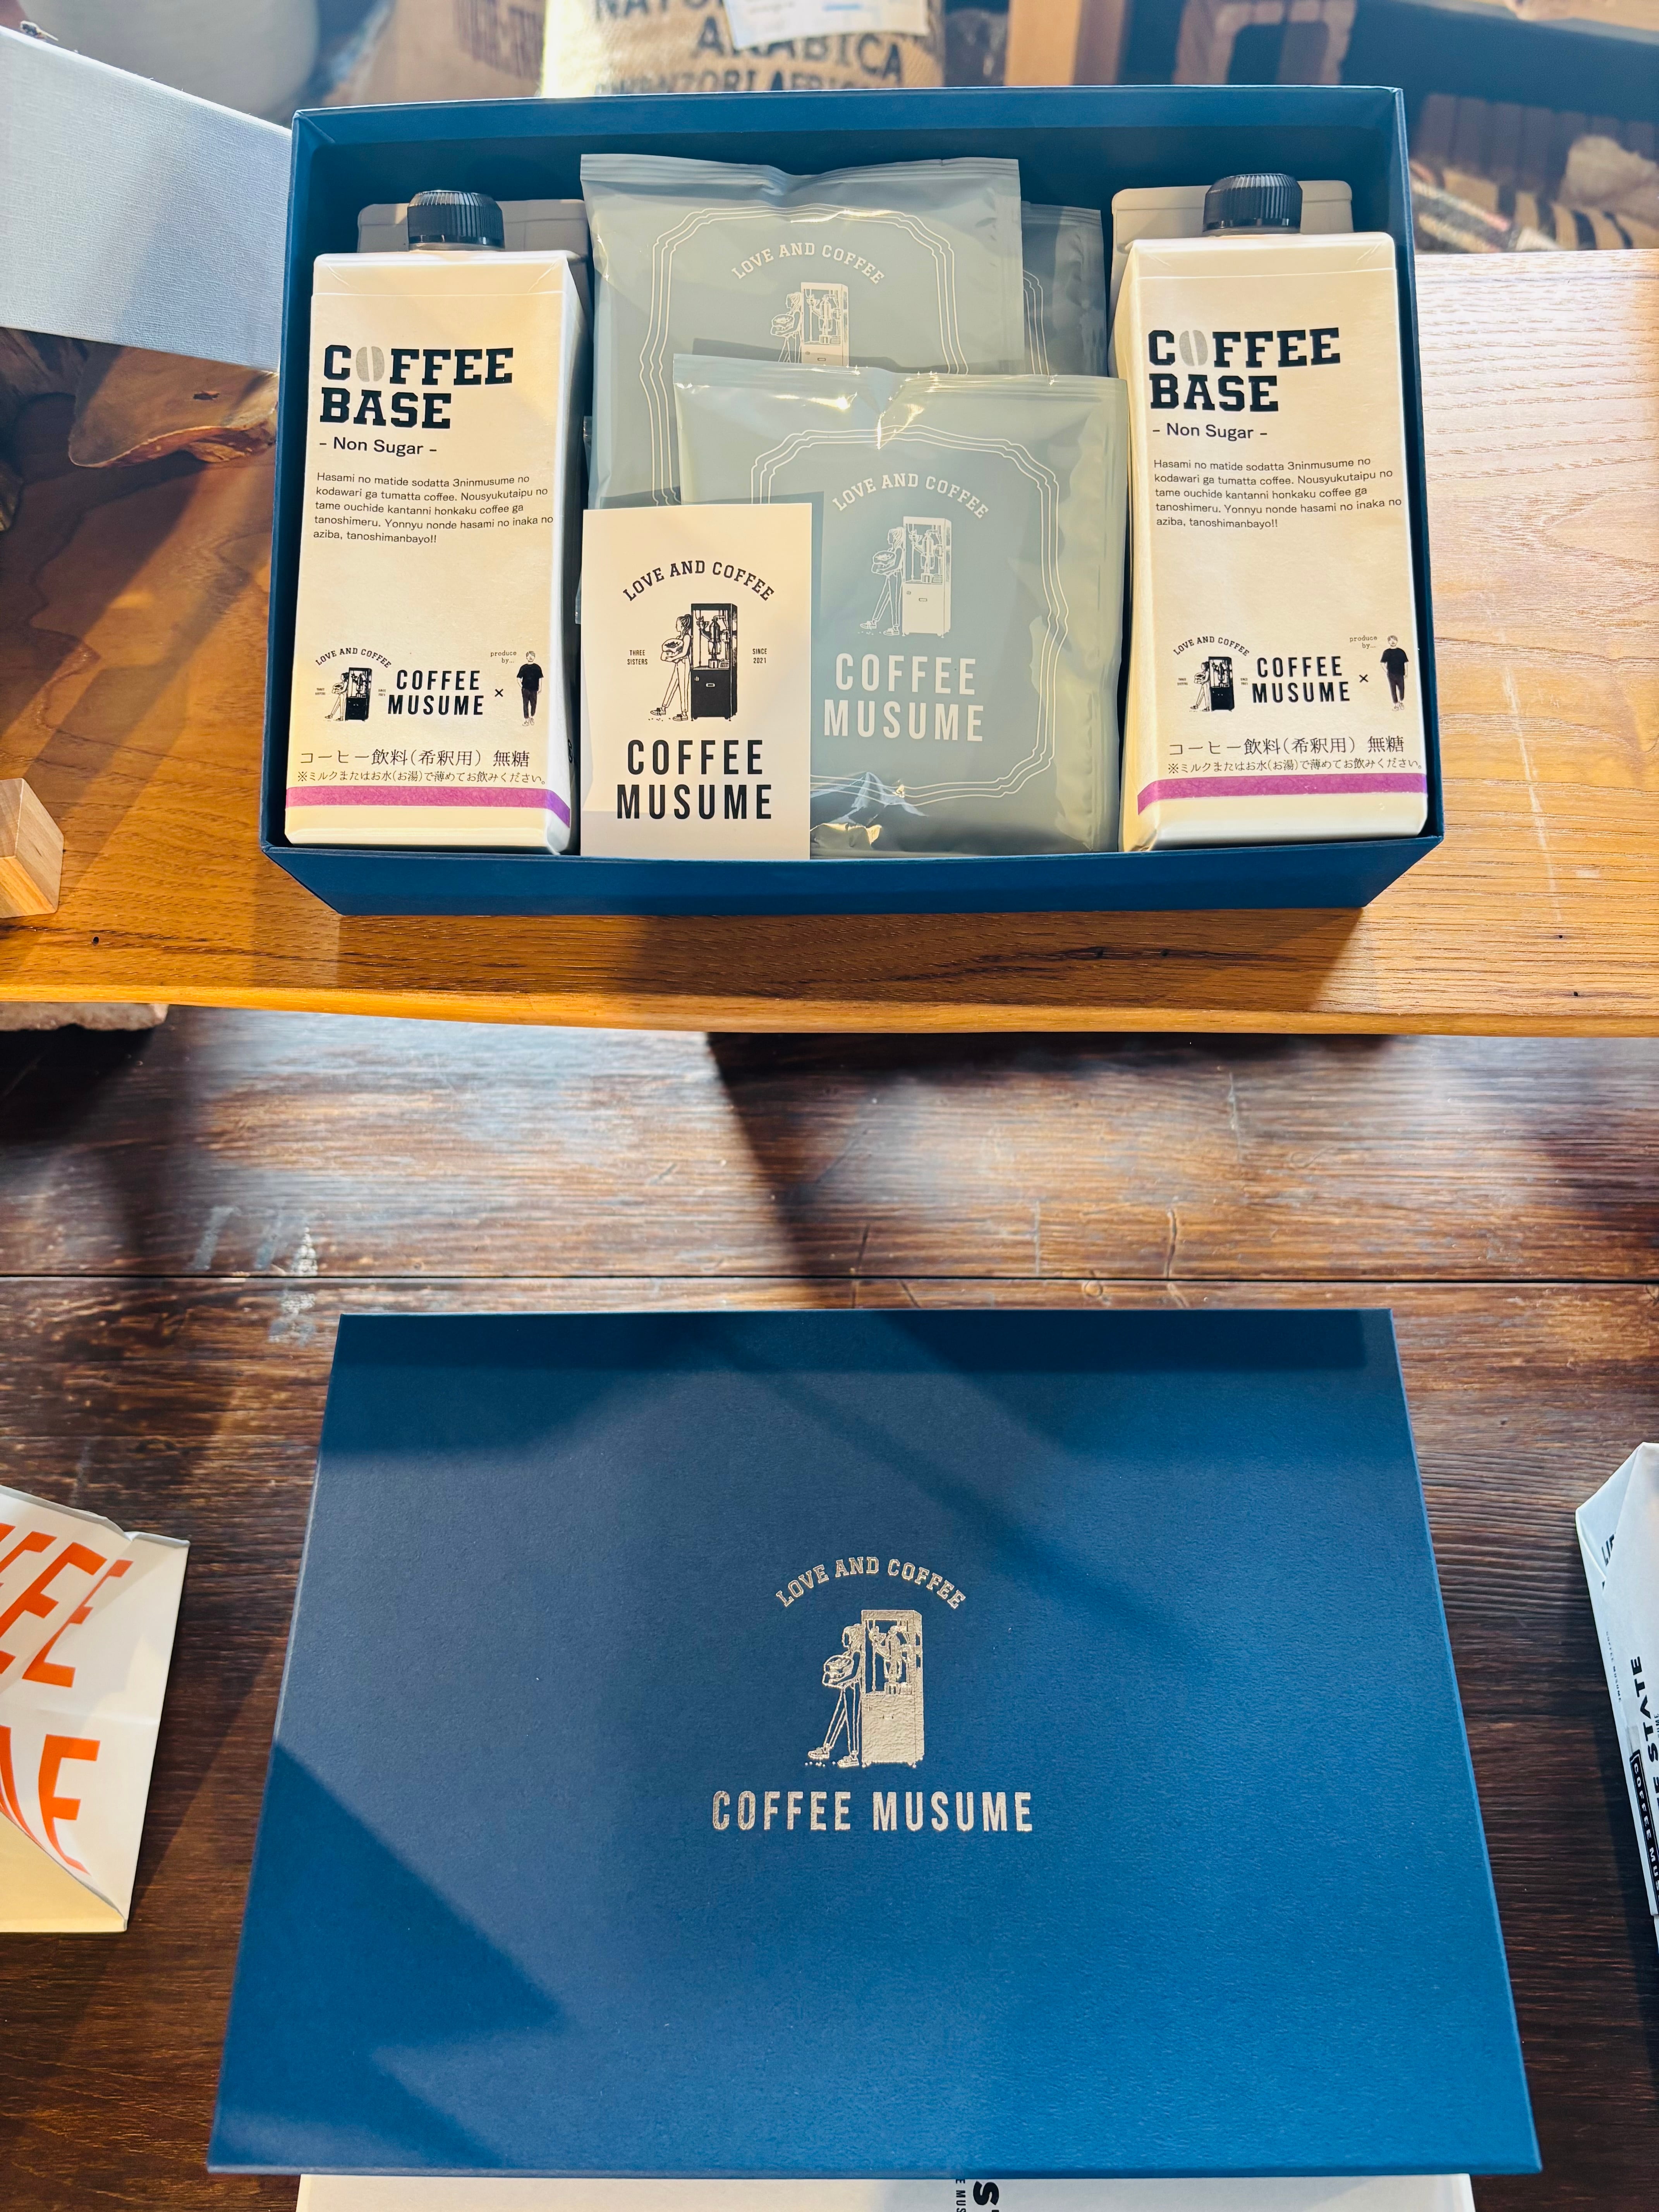 ARABICA
COFFEE
BASE
- Non Sugar -
Hasami no matide sodatta 3ninmusume no
kodawari ga tumatta coffee. Nousyukutaipu no
tame ouchide kantanni honkaku coffee ga
tanoshimeru. Yonnyu nonde hasami no inaka no
aziba, tanoshimanbayo!!
LOVE AND COFFEE
produce
by...
COFFEE
MUSUME ×
コーヒー飲料(希釈用) 無糖
※ミルクまたはお水(お湯)で薄めてお飲みください。
LOVE AND COFFEE
LOVE AND COFFEE
COFFEE
MUSUME
LOVE AND COFFEE
THREE
SISTERS
SINCE
2021
COFFEE
MUSUME
COFFEE
BASE
- Non Sugar -
Hasami no matide sodatta 3ninmusume no
kodawari ga tumatta coffee. Nousyukutaipu no
tame ouchide kantanni honkaku coffee ga
tanoshimeru. Yonnyu nonde hasami no inaka no
aziba, tanoshimanbayo!!
LOVE AND COFFEE
produce
by...
COFFEE
MUSUME ×
コーヒー飲料(希釈用) 無糖
※ミルクまたはお水(お湯)で薄めてお飲みください。
LOVE AND COFFEE
COFFEE MUSUME
STATE